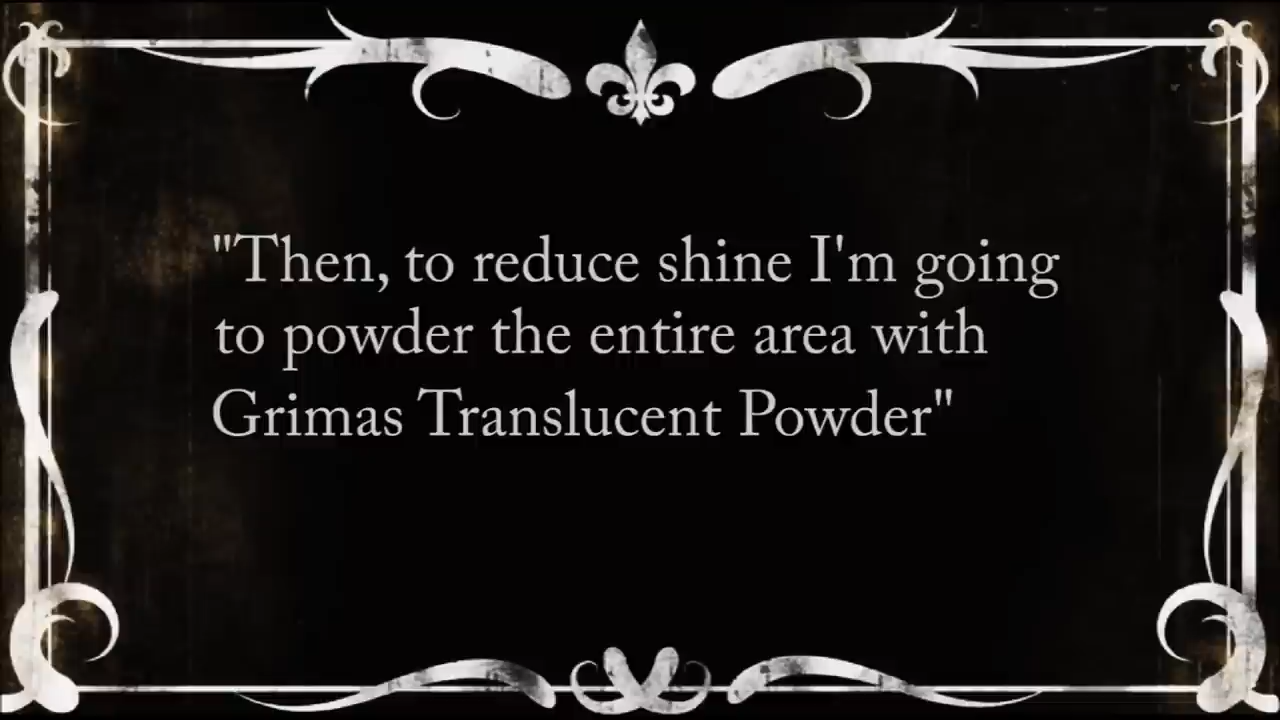 "Then, to reduce shine I'm going
to powder the entire area with
Grimas Translucent Powder"